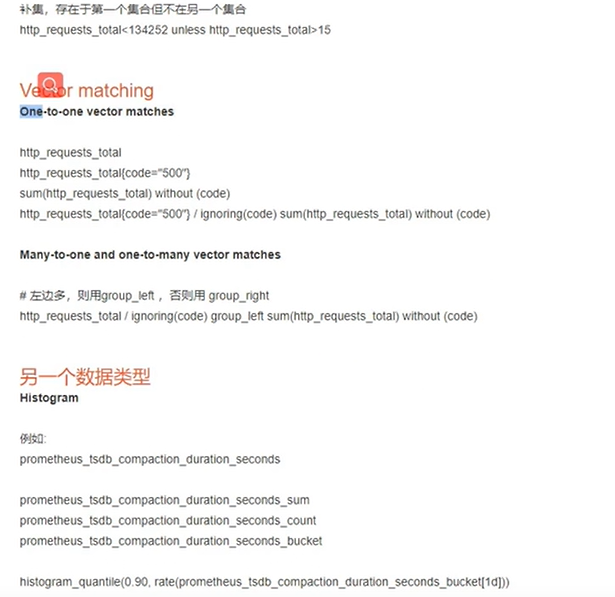 补集，存在于第一个集合但不在另一个集合
http_requests_total<134252 unless http_requests_total>15
Vector matching
One-to-one vector matches
http_requests_total
http_requests_total{code="500"}
sum(http_requests_total) without (code)
http_requests_total{code="500"} / ignoring(code) sum(http_requests_total) without (code)
Many-to-one and one-to-many vector matches
# 左边多，则用group_left ，否则用 group_right
http_requests_total / ignoring(code) group_left sum(http_requests_total) without (code)
另一个数据类型
Histogram
例如:
prometheus_tsdb_compaction_duration_seconds
prometheus_tsdb_compaction_duration_seconds_sum
prometheus_tsdb_compaction_duration_seconds_count
prometheus_tsdb_compaction_duration_seconds_bucket
histogram_quantile(0.90, rate(prometheus_tsdb_compaction_duration_seconds_bucket[1d]))